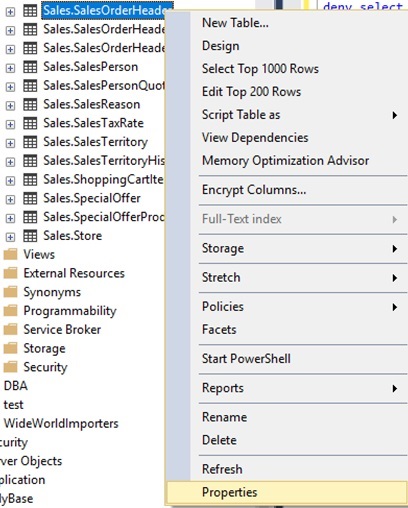 Sales.SalesOrderHeader
Sales.SalesOrderHeade
Sales.SalesOrderHeade
Sales.SalesPerson
Sales.SalesPersonQuot
Sales.SalesReason
Sales.SalesTaxRate
Sales.SalesTerritory
Sales.SalesTerritoryHis
Sales.ShoppingCartIte
Sales.SpecialOffer
Sales.SpecialOfferProd
Sales.Store
Views
External Resources
Synonyms
Programmability
Service Broker
Storage
Security
DBA
test
WideWorldImporters
curity
ver Objects
plication
lyBase
deny select
New Table...
Design
Select Top 1000 Rows
Edit Top 200 Rows
Script Table as
View Dependencies
Memory Optimization Advisor
Encrypt Columns...
Full-Text index
Storage
Stretch
Policies
Facets
Start PowerShell
Reports
Rename
Delete
Refresh
Properties